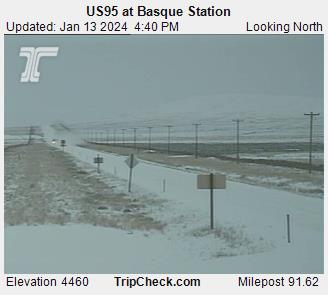 US95 at Basque Station
Updated: Jan 13 2024 4:40 PM Looking North
Elevation 4460 TripCheck.com Milepost 91.62